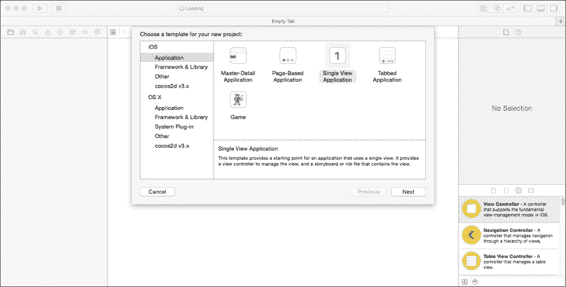 Loading
Empty Tab
Choose a template for your new project:
iOS
Application
Framework & Library
Other
cocos2d v3.x
OS X
Application
Framework & Library
System Plug-in
Other
cocos2d v3.x
Master-Detail
Application
Page-Based
Application
1
Single View
Application
Tabbed
Application
Game
Single View Application
This template provides a starting point for an application that uses a single view. It provides
a view controller to manage the view, and a storyboard or nib file that contains the view.
Cancel
Previous
Next
No Selection
View Controller - A controller
that supports the fundamental
view-management model in iOS.
Navigation Controller - A
controller that manages navigation
through a hierarchy of views.
Table View Controller - A
controller that manages a table
view.